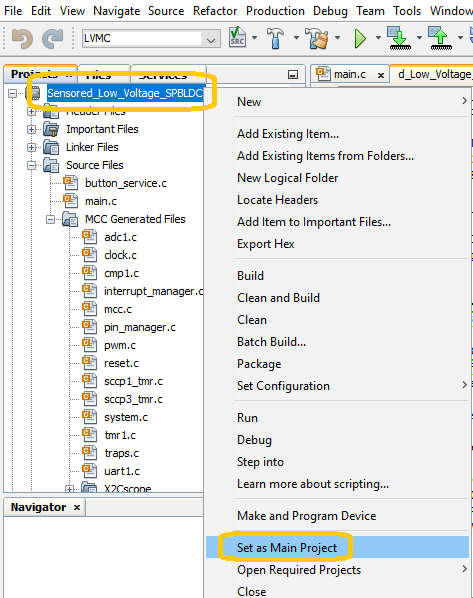 File Edit View Navigate Source Refactor Production Debug Team Tools Window
LVMC
SRC
Projects × Files Services
main.c × d_Low_Voltage_
Sensored_Low_Voltage_SPBLDC
Header Files
Important Files
Linker Files
Source Files
button_service.c
main.c
MCC Generated Files
adc1.c
clock.c
cmp1.c
interrupt_manager.c
mcc.c
pin_manager.c
pwm.c
reset.c
sccp1_tmr.c
sccp3_tmr.c
system.c
tmr1.c
traps.c
uart1.c
X2Cscope
Navigator ×
New
Add Existing Item...
Add Existing Items from Folders...
New Logical Folder
Locate Headers
Add Item to Important Files...
Export Hex
Build
Clean and Build
Clean
Batch Build...
Package
Set Configuration
Run
Debug
Step into
Learn more about scripting...
Make and Program Device
Set as Main Project
Open Required Projects
Close